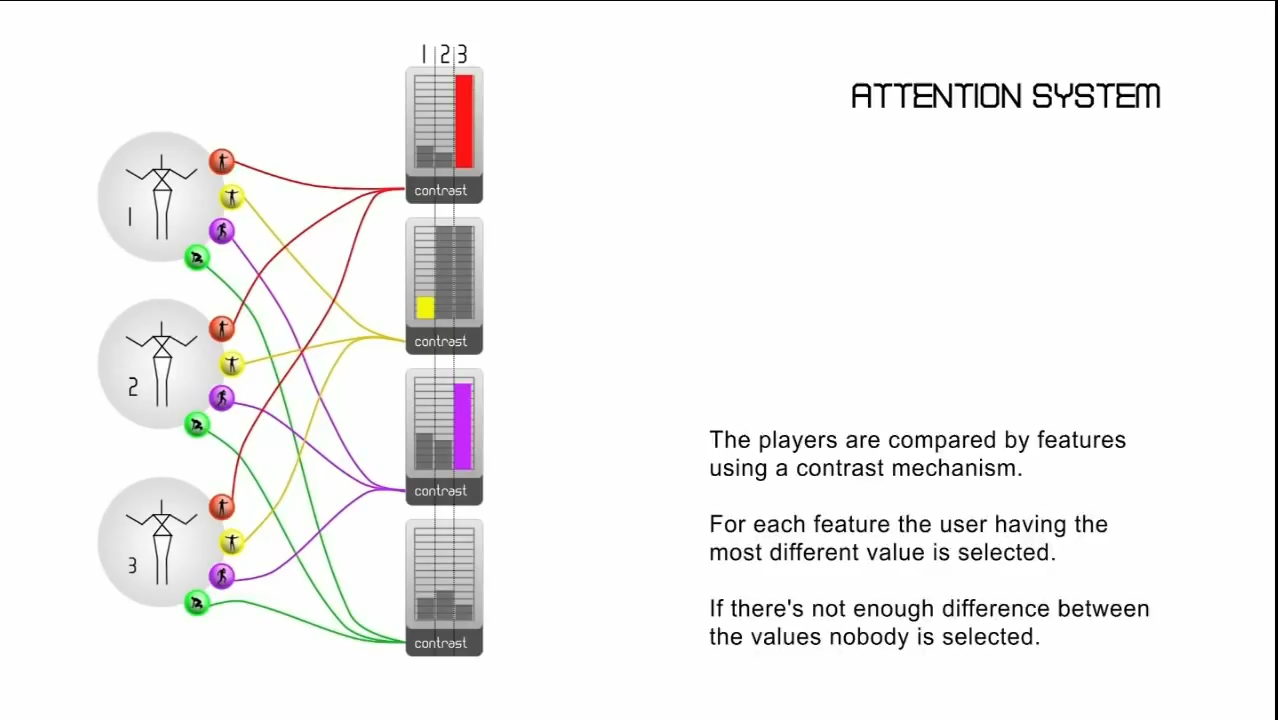 1 2 3
ATTENTION SYSTEM
contrast
1
contrast
2
contrast
3
contrast
The players are compared by features
using a contrast mechanism.
For each feature the user having the
most different value is selected.
If there's not enough difference between
the values nobody is selected.